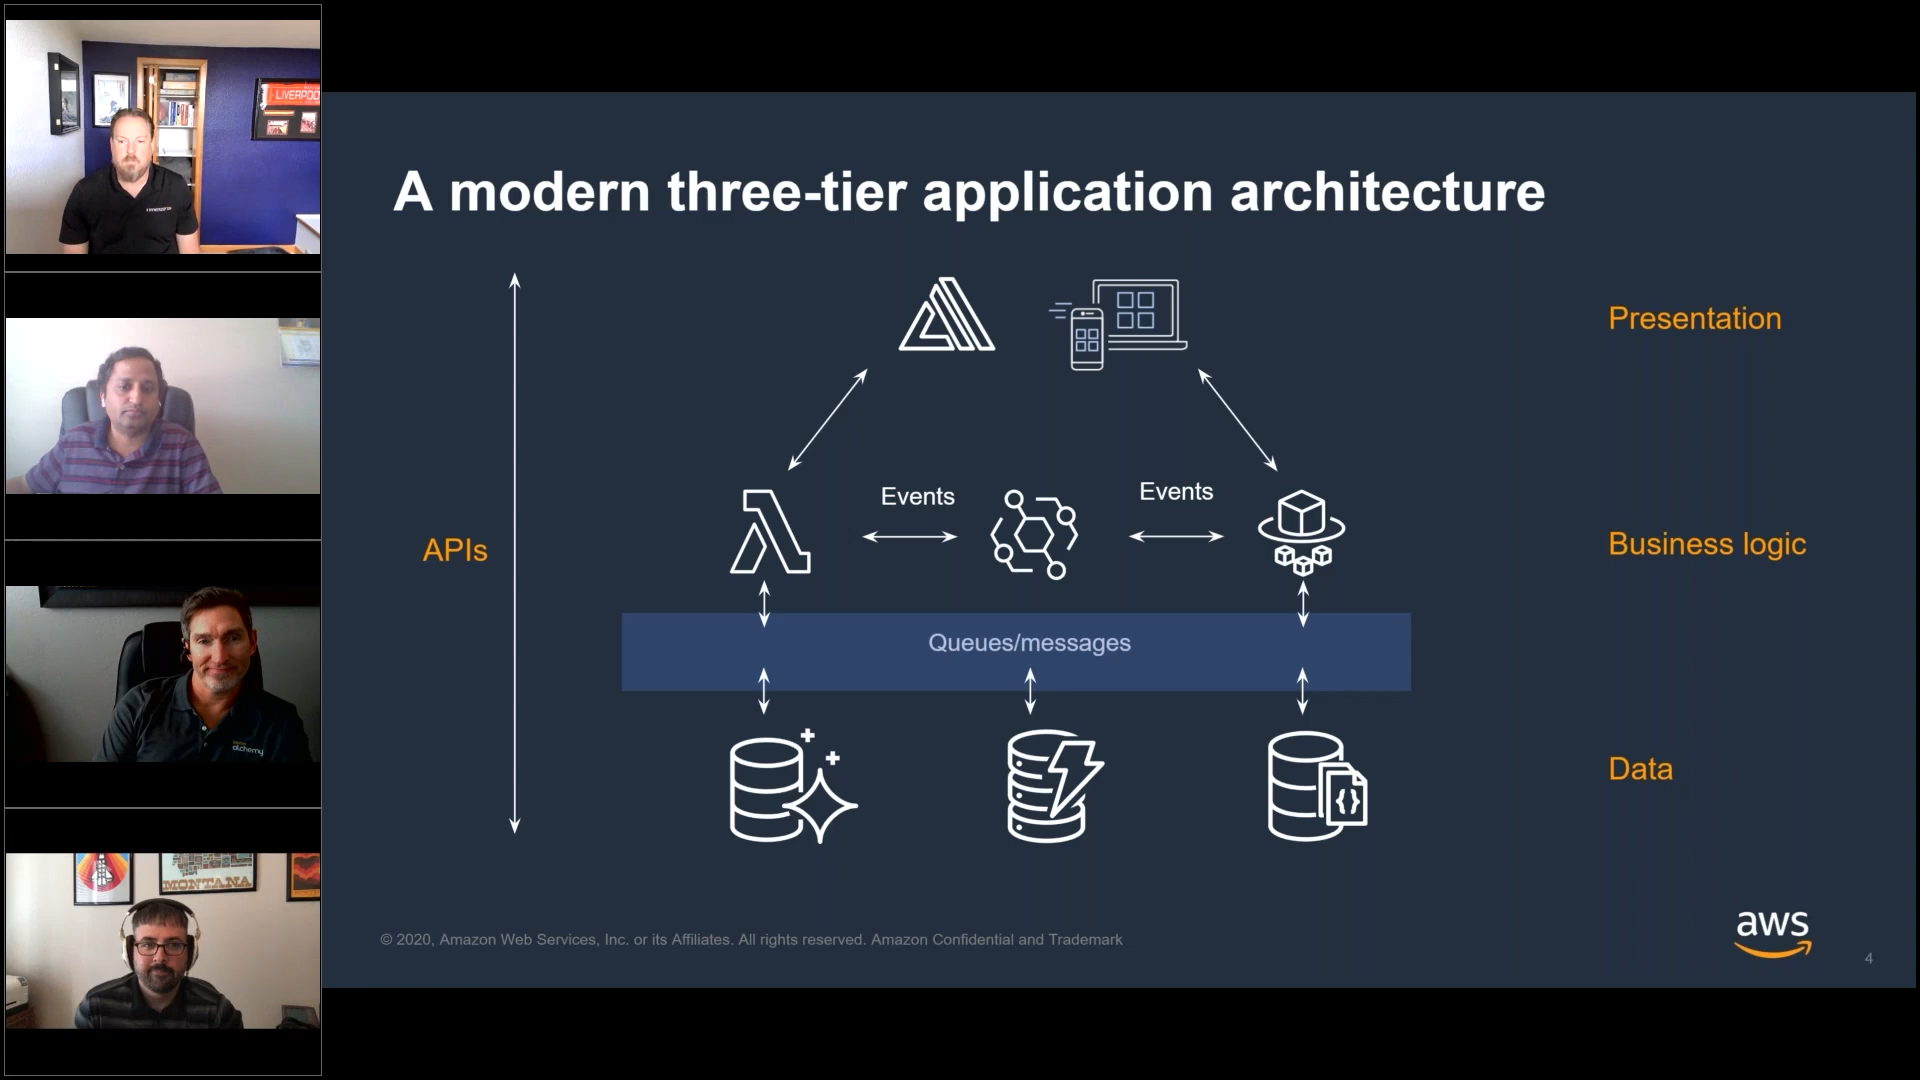 LIVERPOO
alchemy
MONTANA
A modern three-tier application architecture
Presentation
Events
Events
APIs
Business logic
Queues/messages
{}
Data
© 2020, Amazon Web Services, Inc. or its Affiliates. All rights reserved. Amazon Confidential and Trademark
aws
4